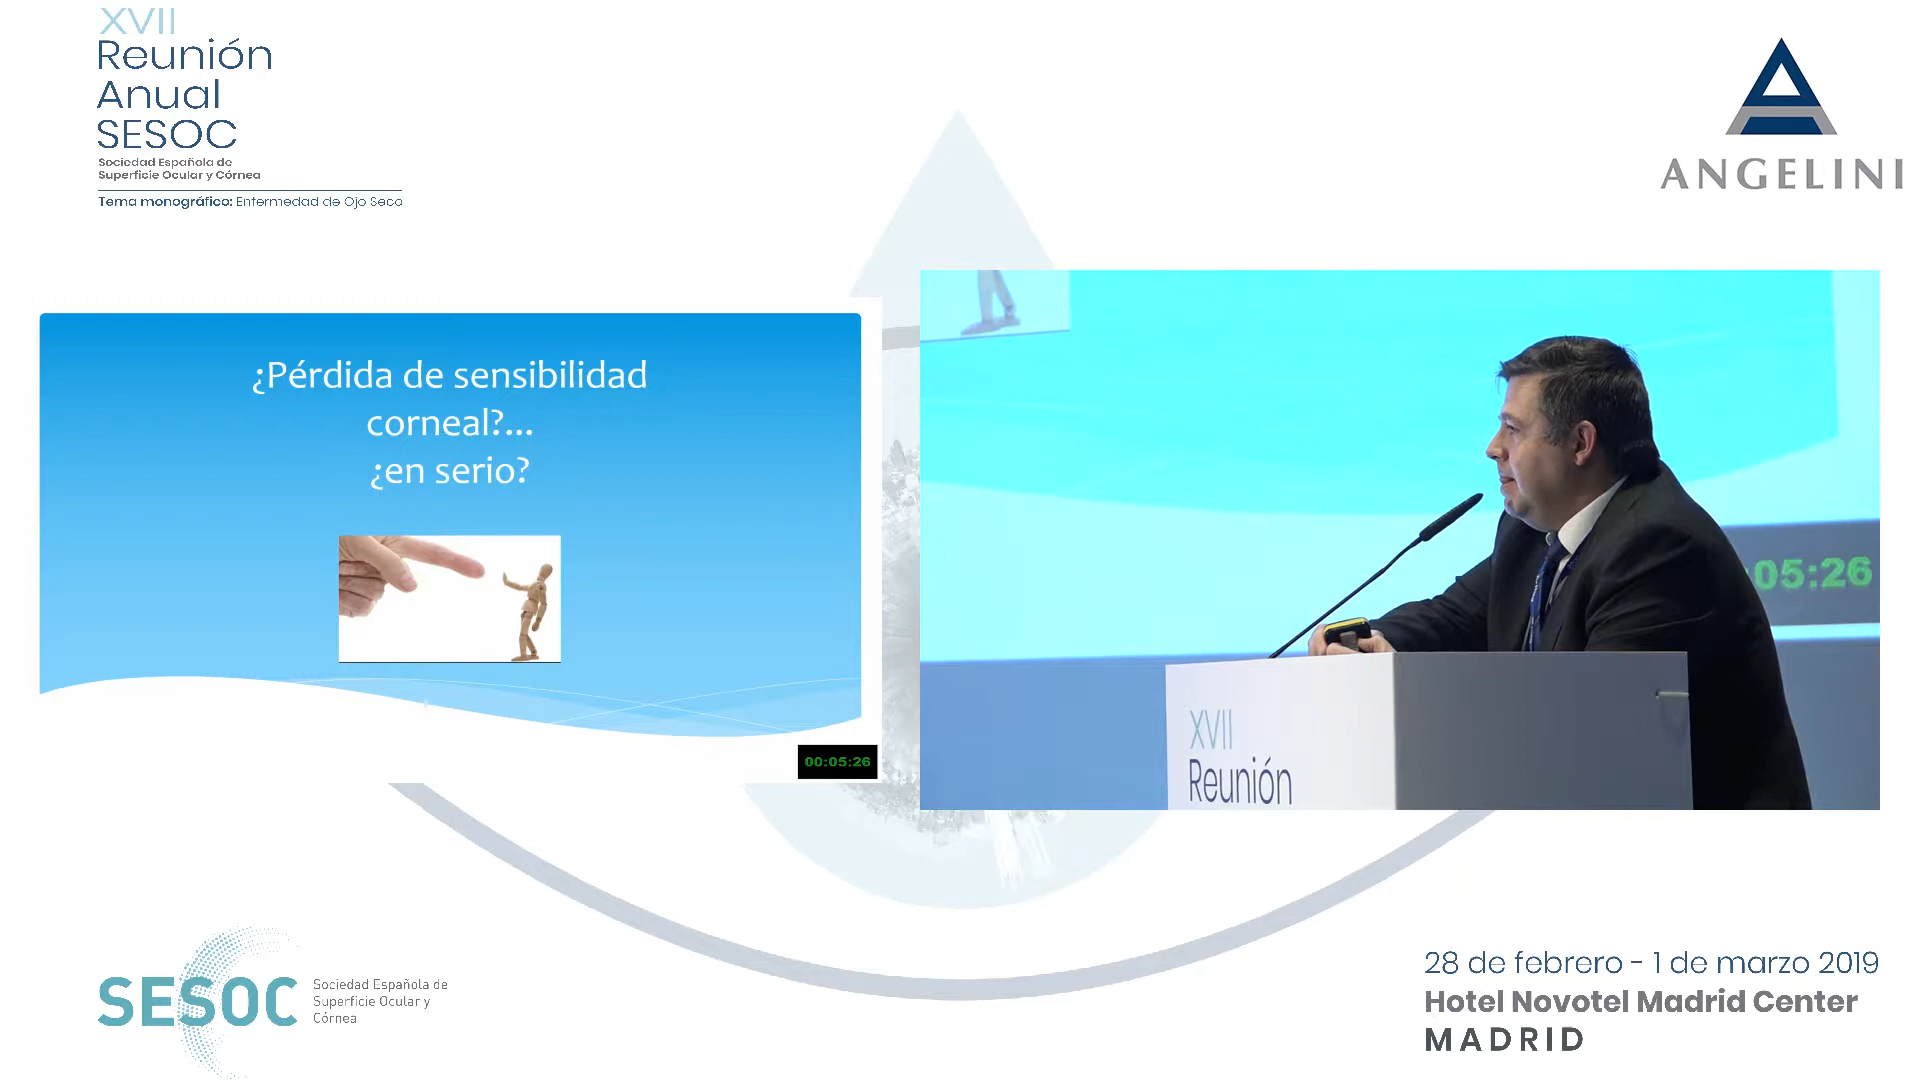 XVII
Reunión
Anual
SESOC
Sociedad Española de
Superficie Ocular y Córnea
Tema monográfico: Enfermedad de Ojo Seco
ANGELINI
¿Pérdida de sensibilidad
corneal?...
¿en serio?
00:05:26
05:26
XVII
Reunión
SESOC
Sociedad Española de
Superficie Ocular y
Córnea
28 de febrero - 1 de marzo 2019
Hotel Novotel Madrid Center
MADRID